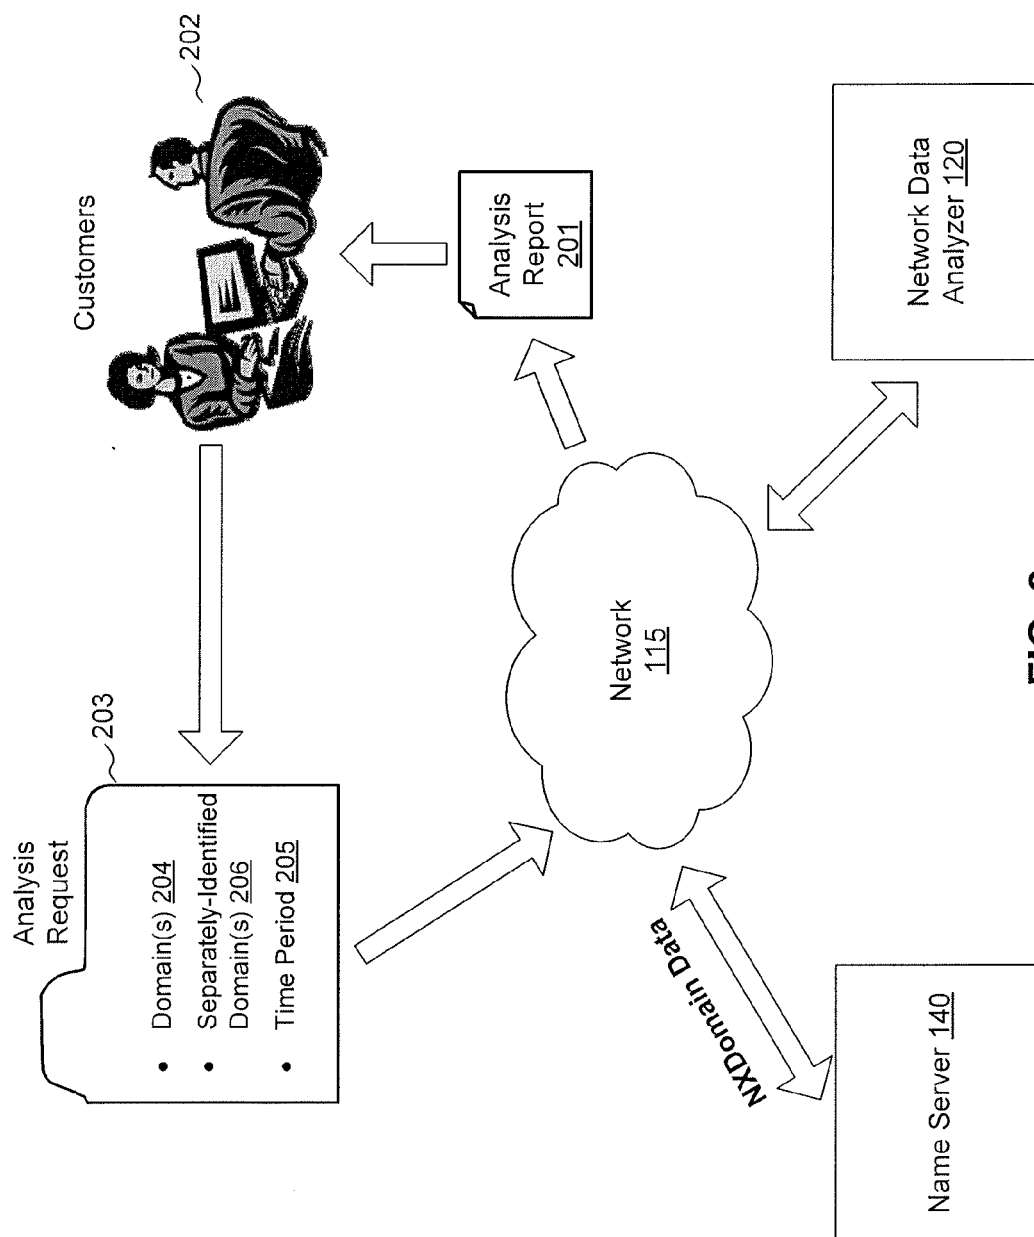 Analysis
Request
203
Customers
202
• Domain(s) 204
• Separately-Identified
Domain(s) 206
• Time Period 205
Analysis
Report
201
Network
115
NXDomain Data
Name Server 140
Network Data
Analyzer 120
FIG.